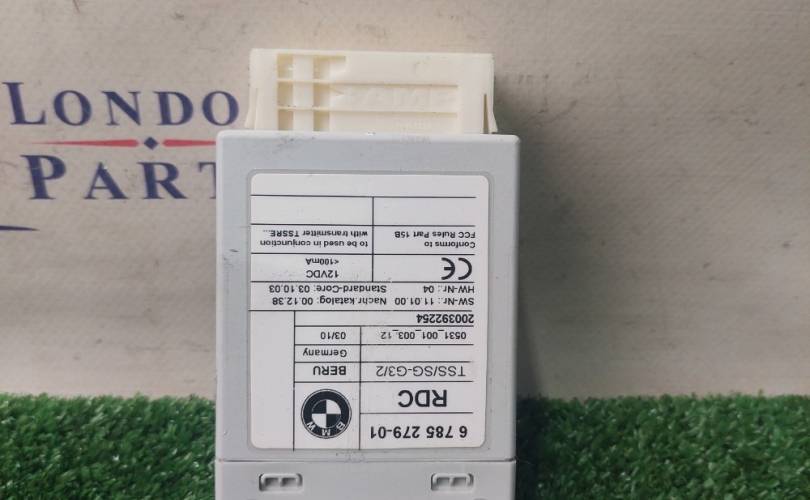 LONDO
PART
6 785 279-01
RDC
BMW
TSS/SG-G3/2 BERU
Germany
0531_001_003_12 03/10
200392254
SW-Nr.: 11.01.00 Nachr.katalog: 00.12.38
HW-Nr.: 04 Standard-Core: 03.10.03
CE 12VDC
<100mA
Conforms to to be used in conjunction
FCC Rules Part 15B with transmitter TSSRE...